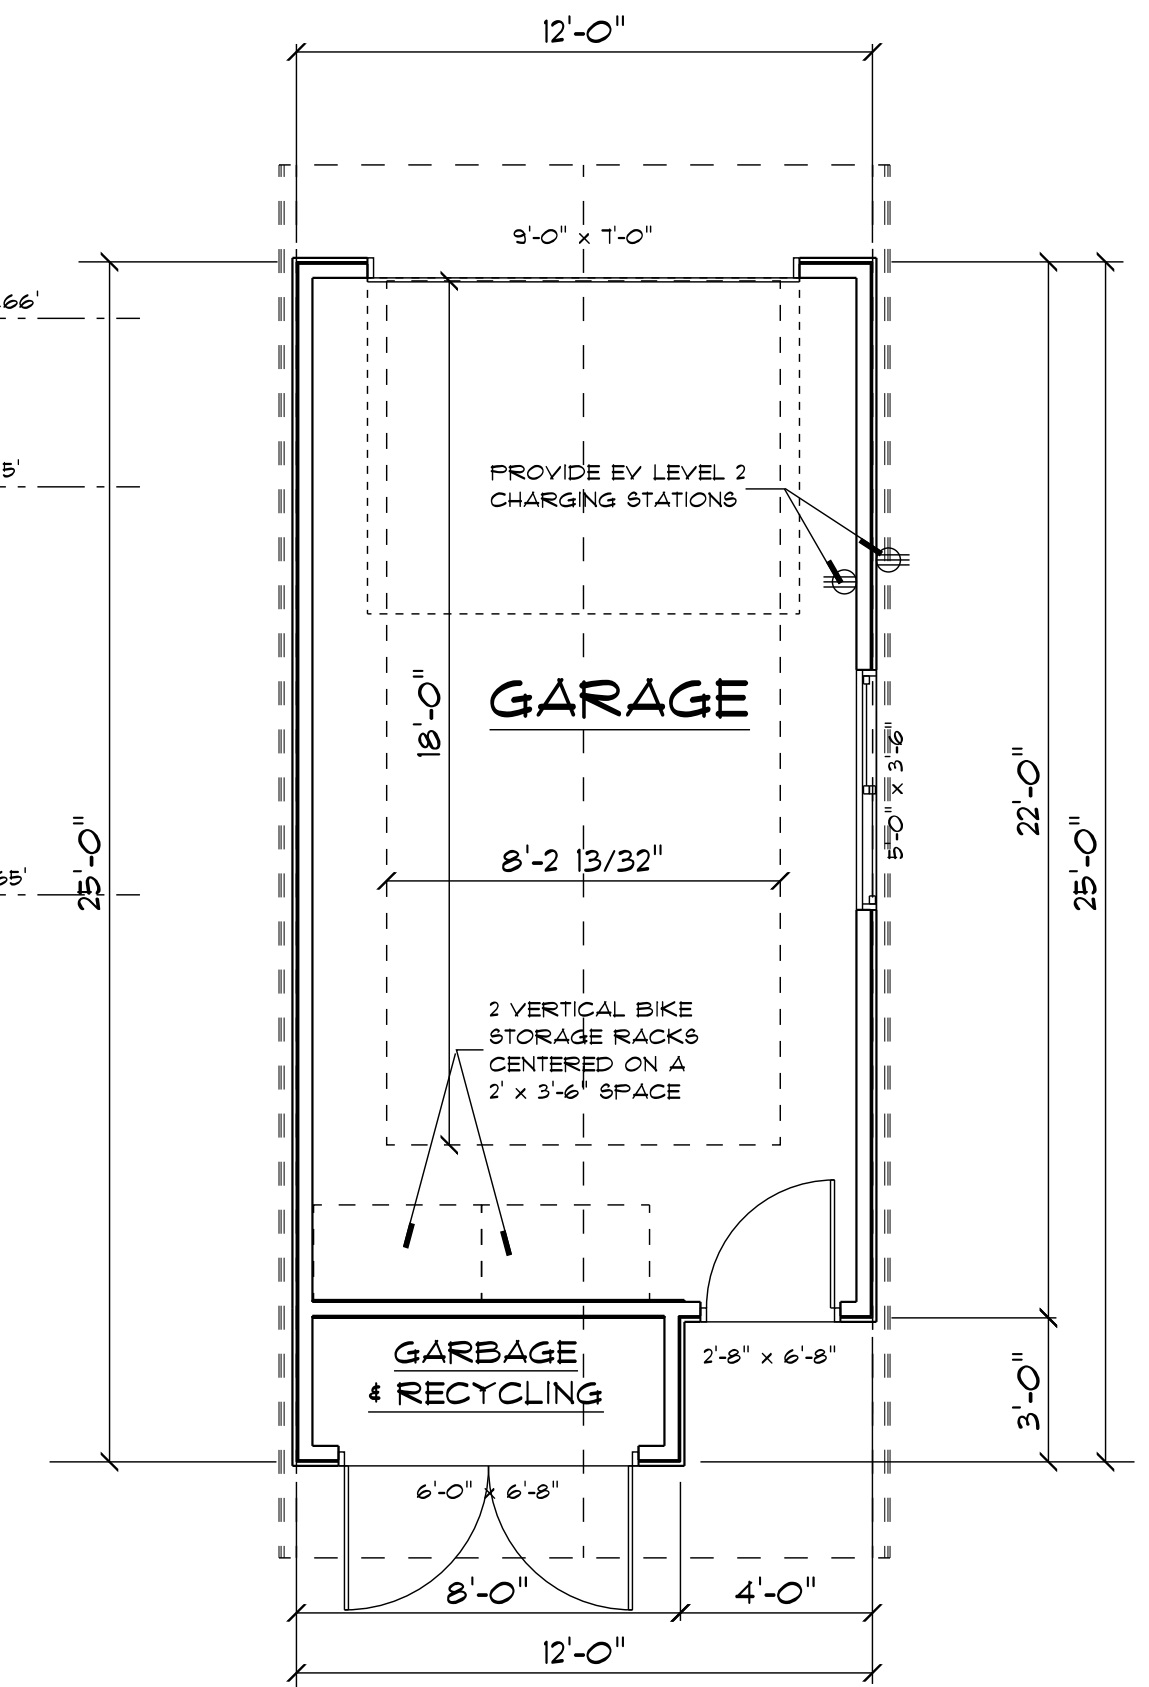 12'-0"
9'-0" x 7'-0"
.66'
5'
65'
PROVIDE EV LEVEL 2
CHARGING STATIONS
18'-0"
GARAGE
5'-0" x 3'-6"
22'-0"
25'-0"
25'-0"
8'-2 13/32"
2 VERTICAL BIKE
STORAGE RACKS
CENTERED ON A
2' x 3'-6" SPACE
GARBAGE
& RECYCLING
2'-8" x 6'-8"
3'-0"
6'-0" x 6'-8"
8'-0"
4'-0"
12'-0"